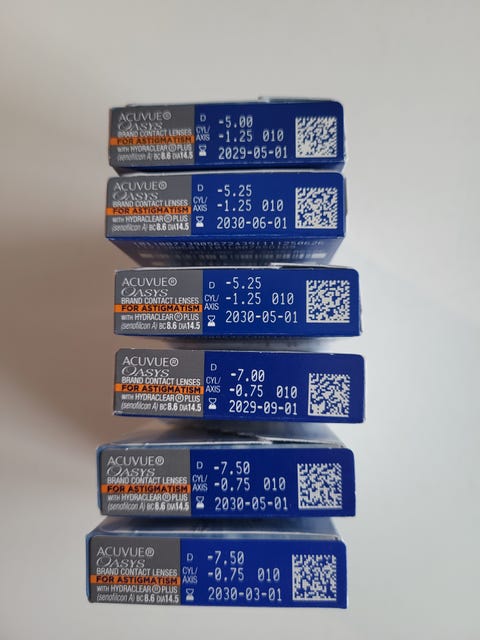 ACUVUE® D -5.00
OASYS
BRAND CONTACT LENSES CYL/ -1.25 010
FOR ASTIGMATISM AXIS
WITH HYDRACLEAR® PLUS 2029-05-01
(senofilcon A) BC 8.6 DIA 14.5
ACUVUE® D -5.25
OASYS
BRAND CONTACT LENSES CYL/ -1.25 010
FOR ASTIGMATISM AXIS
WITH HYDRACLEAR® PLUS 2030-06-01
(senofilcon A) BC 8.6 DIA 14.5
ACUVUE® D -5.25
OASYS
BRAND CONTACT LENSES CYL/ -1.25 010
FOR ASTIGMATISM AXIS
WITH HYDRACLEAR® PLUS 2030-05-01
(senofilcon A) BC 8.6 DIA 14.5
ACUVUE® D -7.00
OASYS
BRAND CONTACT LENSES CYL/ -0.75 010
FOR ASTIGMATISM AXIS
WITH HYDRACLEAR® PLUS 2029-09-01
(senofilcon A) BC 8.6 DIA 14.5
ACUVUE® D -7.50
OASYS
BRAND CONTACT LENSES CYL/ -0.75 010
FOR ASTIGMATISM AXIS
WITH HYDRACLEAR® PLUS 2030-05-01
(senofilcon A) BC 8.6 DIA 14.5
ACUVUE® D -7.50
OASYS
BRAND CONTACT LENSES CYL/ -0.75 010
FOR ASTIGMATISM AXIS
WITH HYDRACLEAR® PLUS 2030-03-01
(senofilcon A) BC 8.6 DIA 14.5